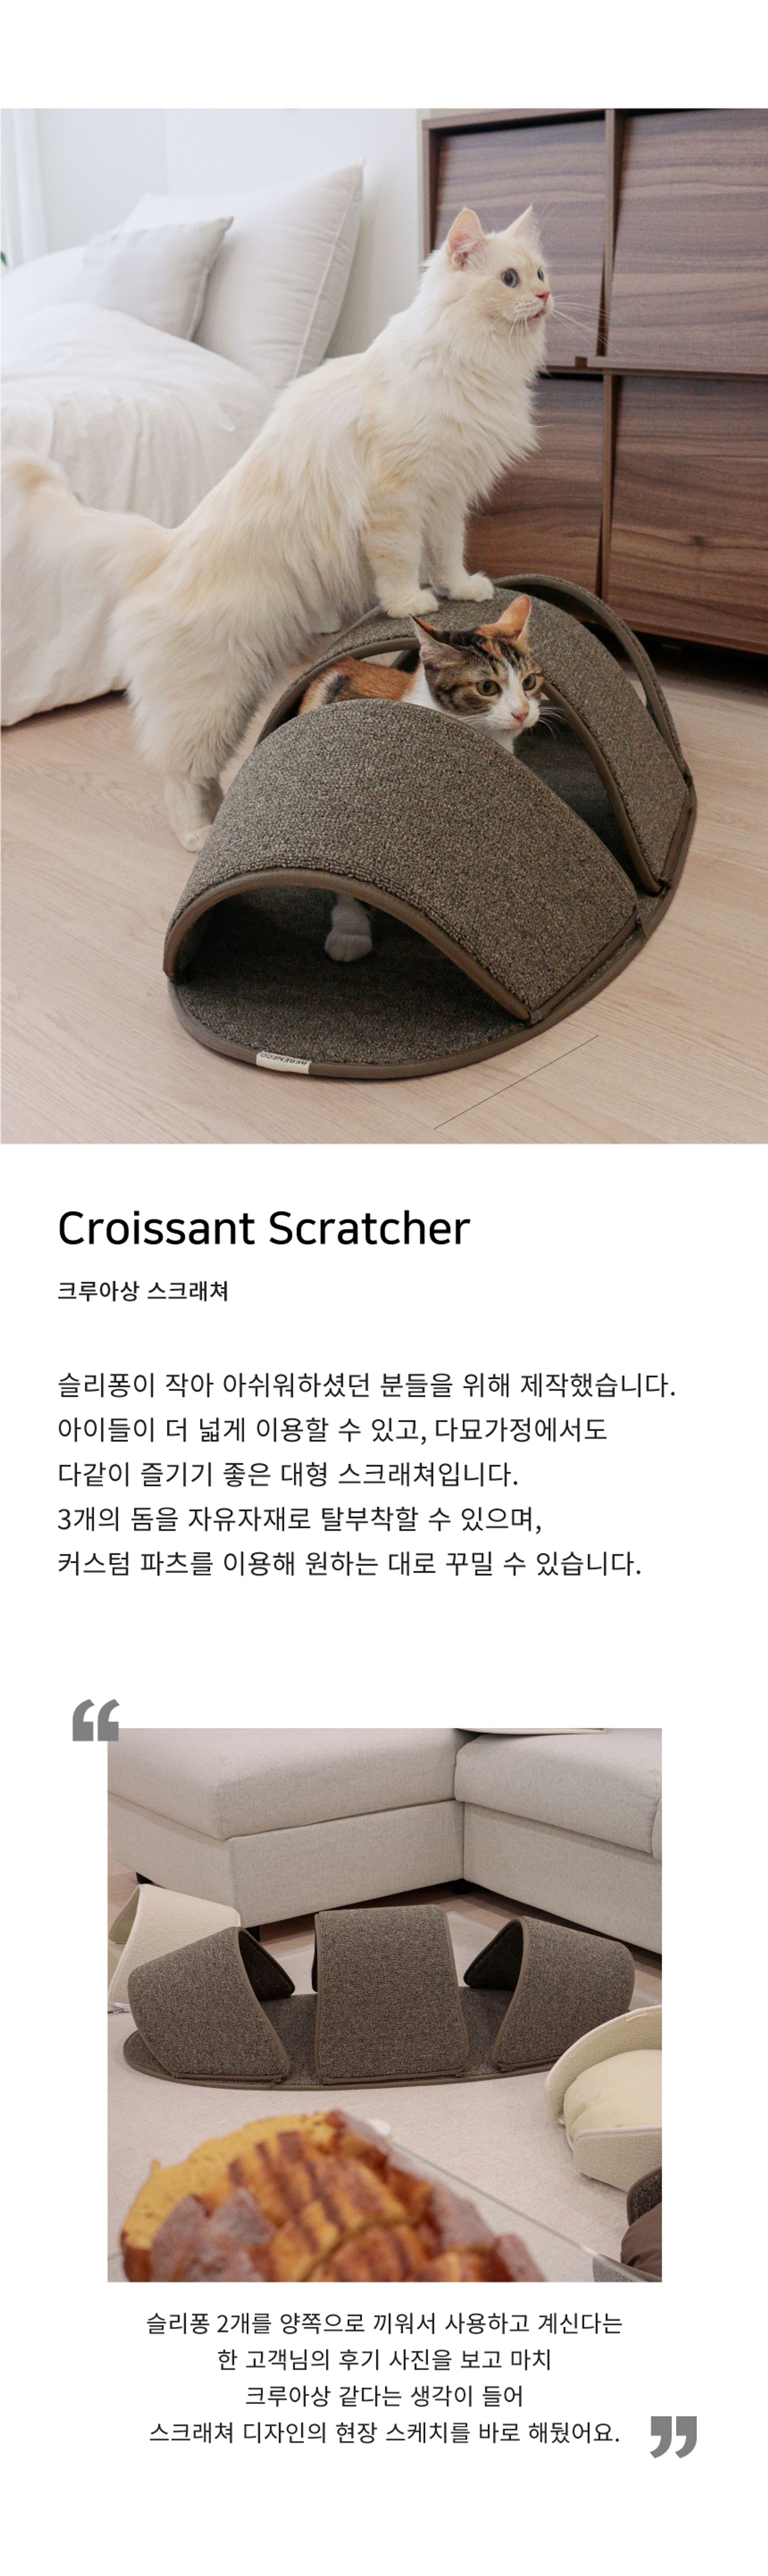 BERENECO
Croissant Scratcher
크루아상 스크래쳐
슬리퐁이 작아 아쉬워하셨던 분들을 위해 제작했습니다.
아이들이 더 넓게 이용할 수 있고, 다묘가정에서도
다같이 즐기기 좋은 대형 스크래쳐입니다.
3개의 돔을 자유자재로 탈부착할 수 있으며,
커스텀 파츠를 이용해 원하는 대로 꾸밀 수 있습니다.
“
슬리퐁 2개를 양쪽으로 끼워서 사용하고 계신다는
한 고객님의 후기 사진을 보고 마치
크루아상 같다는 생각이 들어
스크래쳐 디자인의 현장 스케치를 바로 해뒀어요.
”